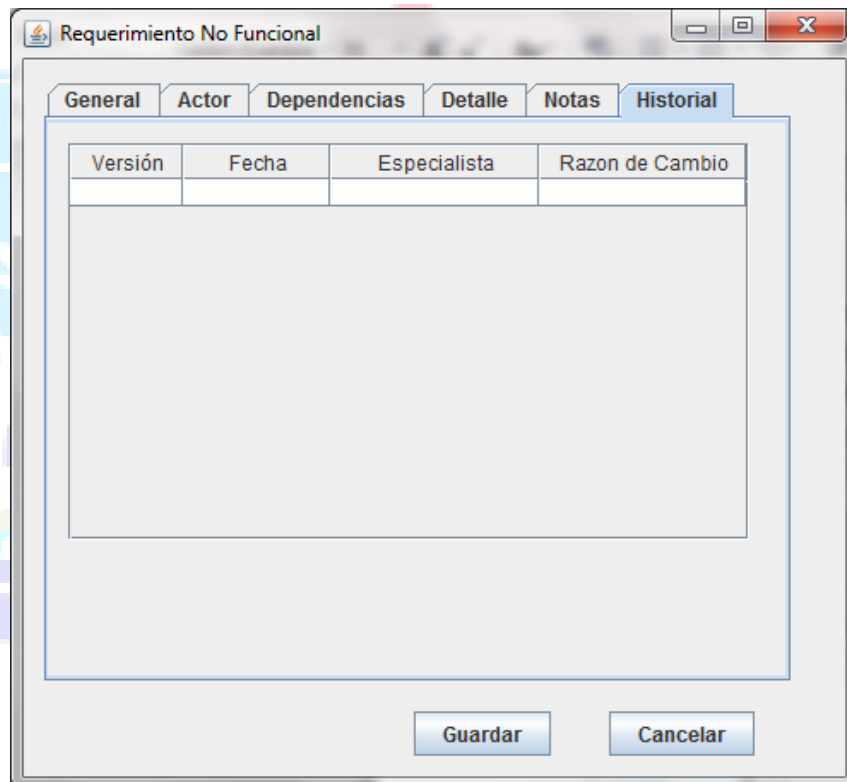 Requerimiento No Funcional
General Actor Dependencias Detalle Notas Historial
Versión Fecha Especialista Razon de Cambio
Guardar Cancelar